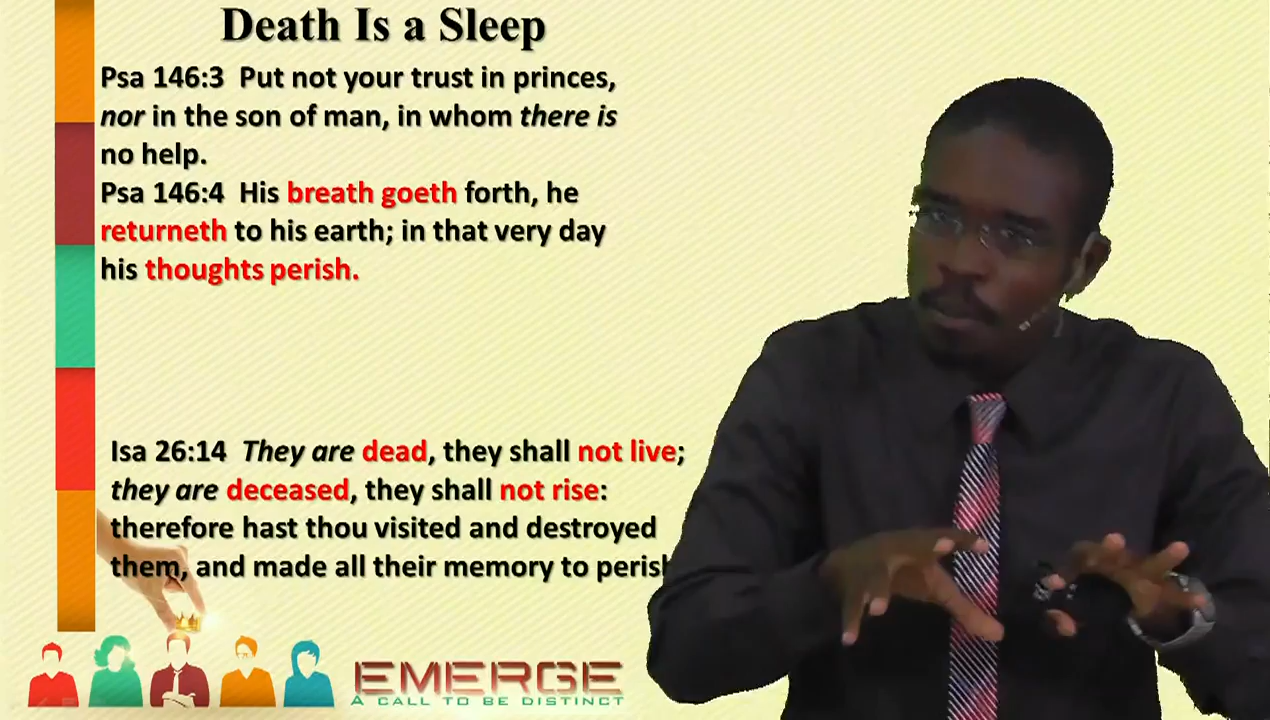 Death Is a Sleep
Psa 146:3 Put not your trust in princes,
nor in the son of man, in whom there is
no help.
Psa 146:4 His breath goeth forth, he
returneth to his earth; in that very day
his thoughts perish.
Isa 26:14 They are dead, they shall not live;
they are deceased, they shall not rise:
therefore hast thou visited and destroyed
them, and made all their memory to
EMERGE
A CALL TO BE DISTINCT